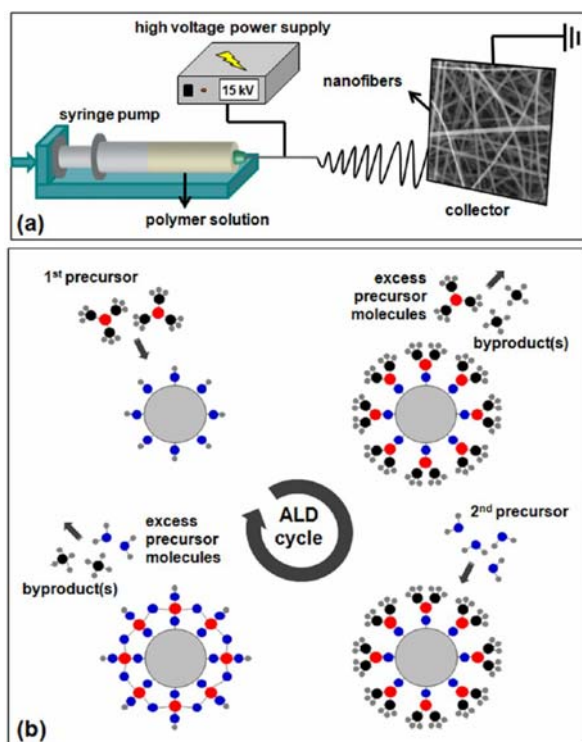 high voltage power supply
15 kV
nanofibers
syringe pump
polymer solution
collector
(a)
1st precursor
excess
precursor
molecules
byproduct(s)
ALD
cycle
excess
precursor
molecules
byproduct(s)
2nd precursor
(b)